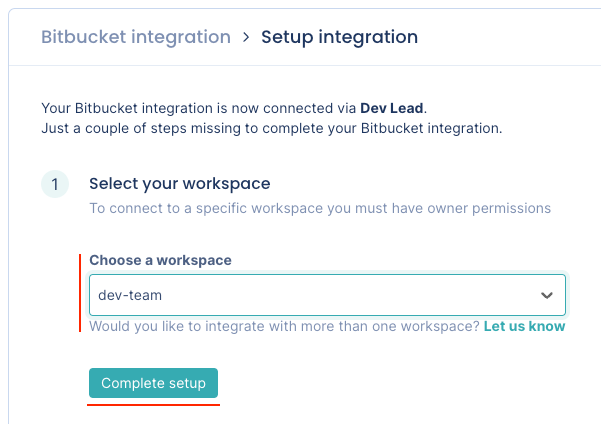 Bitbucket integration > Setup integration
Your Bitbucket integration is now connected via Dev Lead.
Just a couple of steps missing to complete your Bitbucket integration.
1 Select your workspace
To connect to a specific workspace you must have owner permissions
Choose a workspace
dev-team
Would you like to integrate with more than one workspace? Let us know
Complete setup